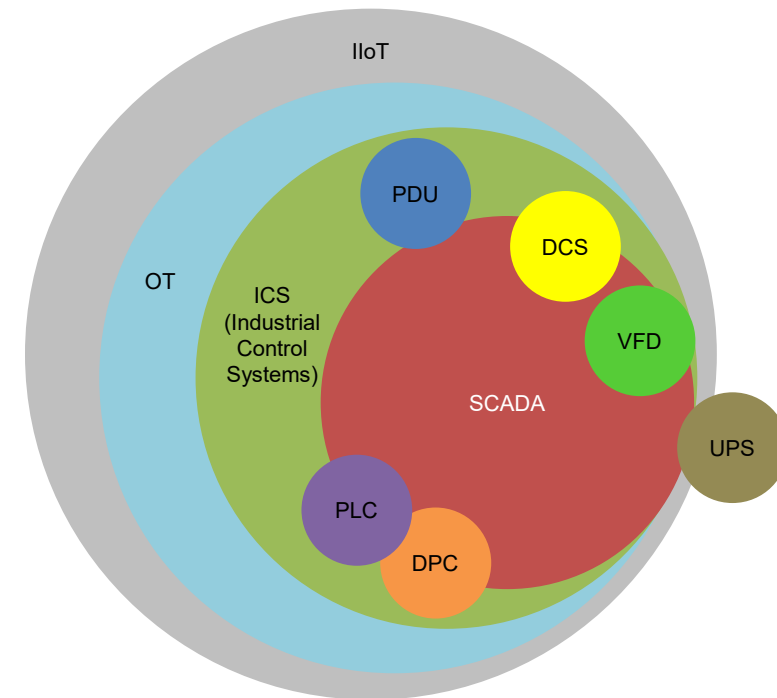 IIoT
PDU
DCS
OT
ICS
(Industrial
Control
Systems)
VFD
SCADA
UPS
PLC
DPC